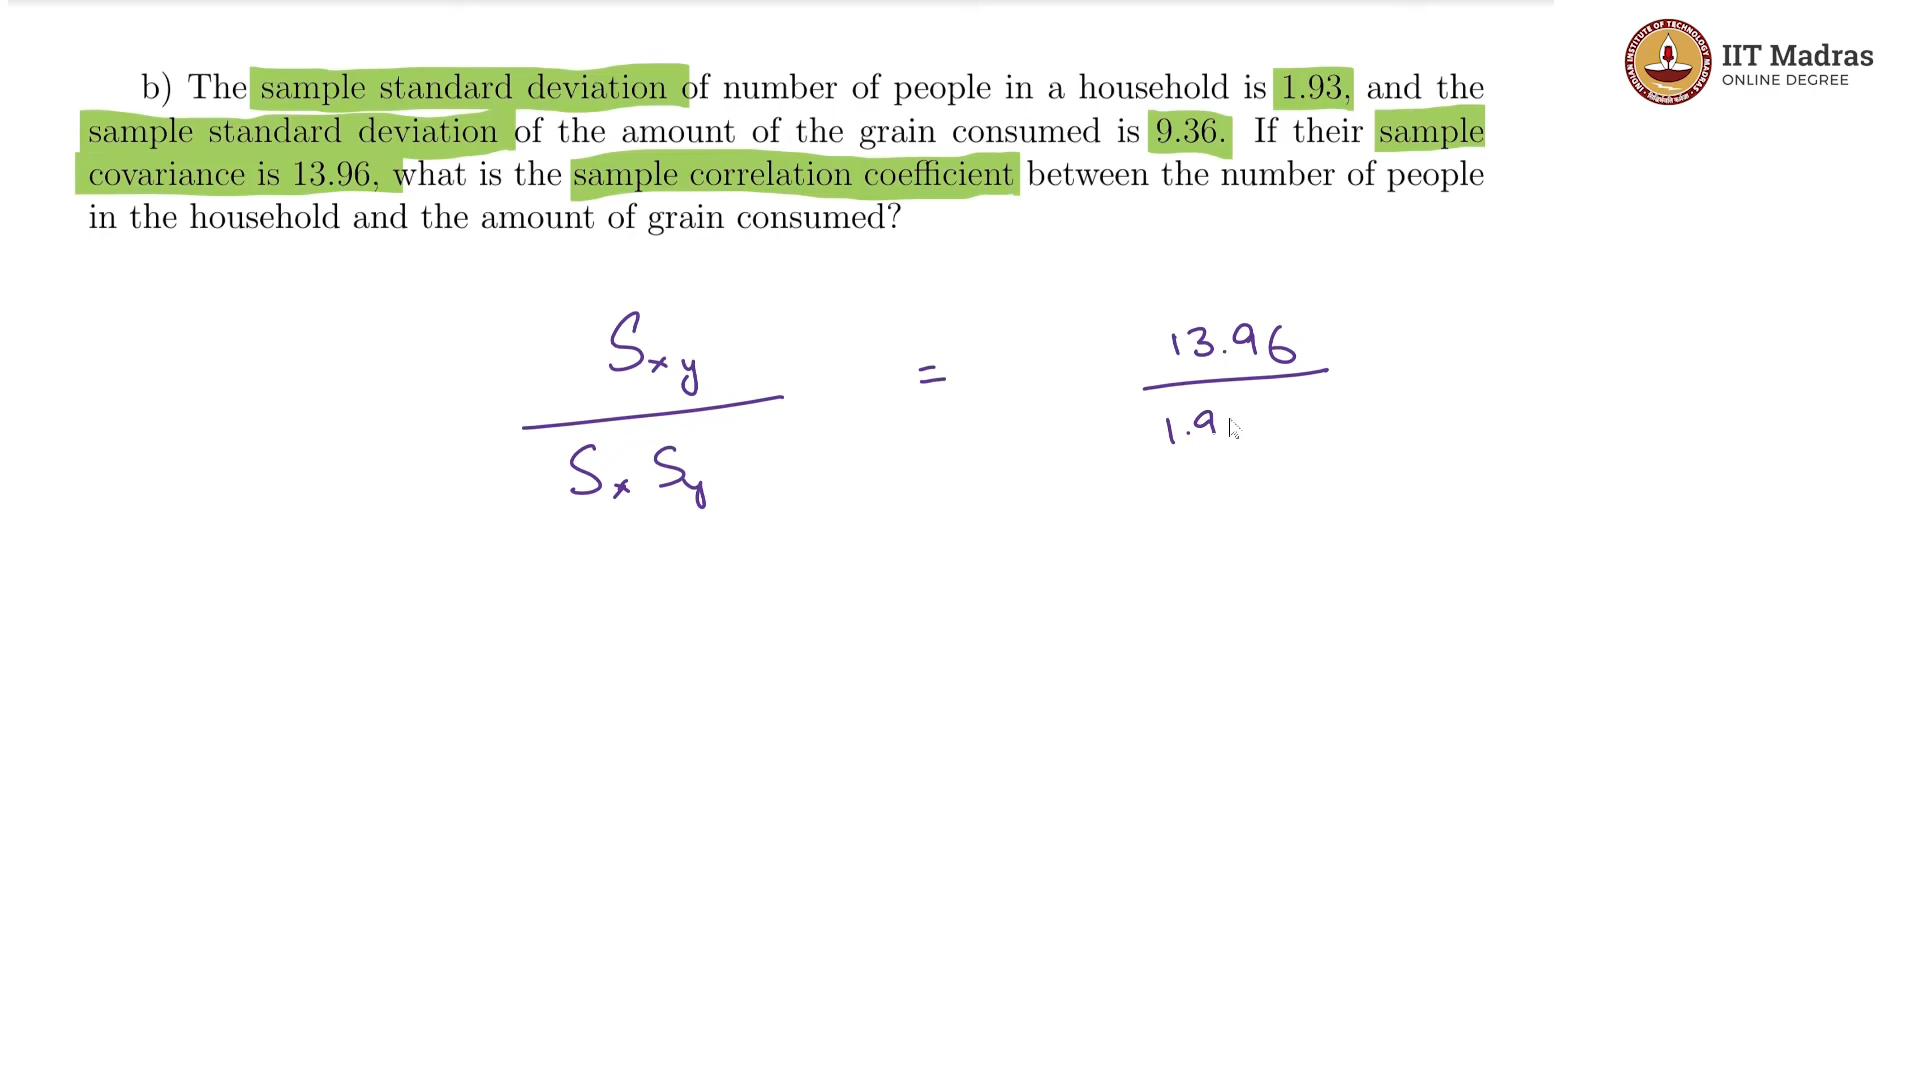 IIT Madras
ONLINE DEGREE
b) The sample standard deviation of number of people in a household is 1.93, and the
sample standard deviation of the amount of the grain consumed is 9.36. If their sample
covariance is 13.96, what is the sample correlation coefficient between the number of people
in the household and the amount of grain consumed?
Sxy
=
13.96
Sx Sy
1.9